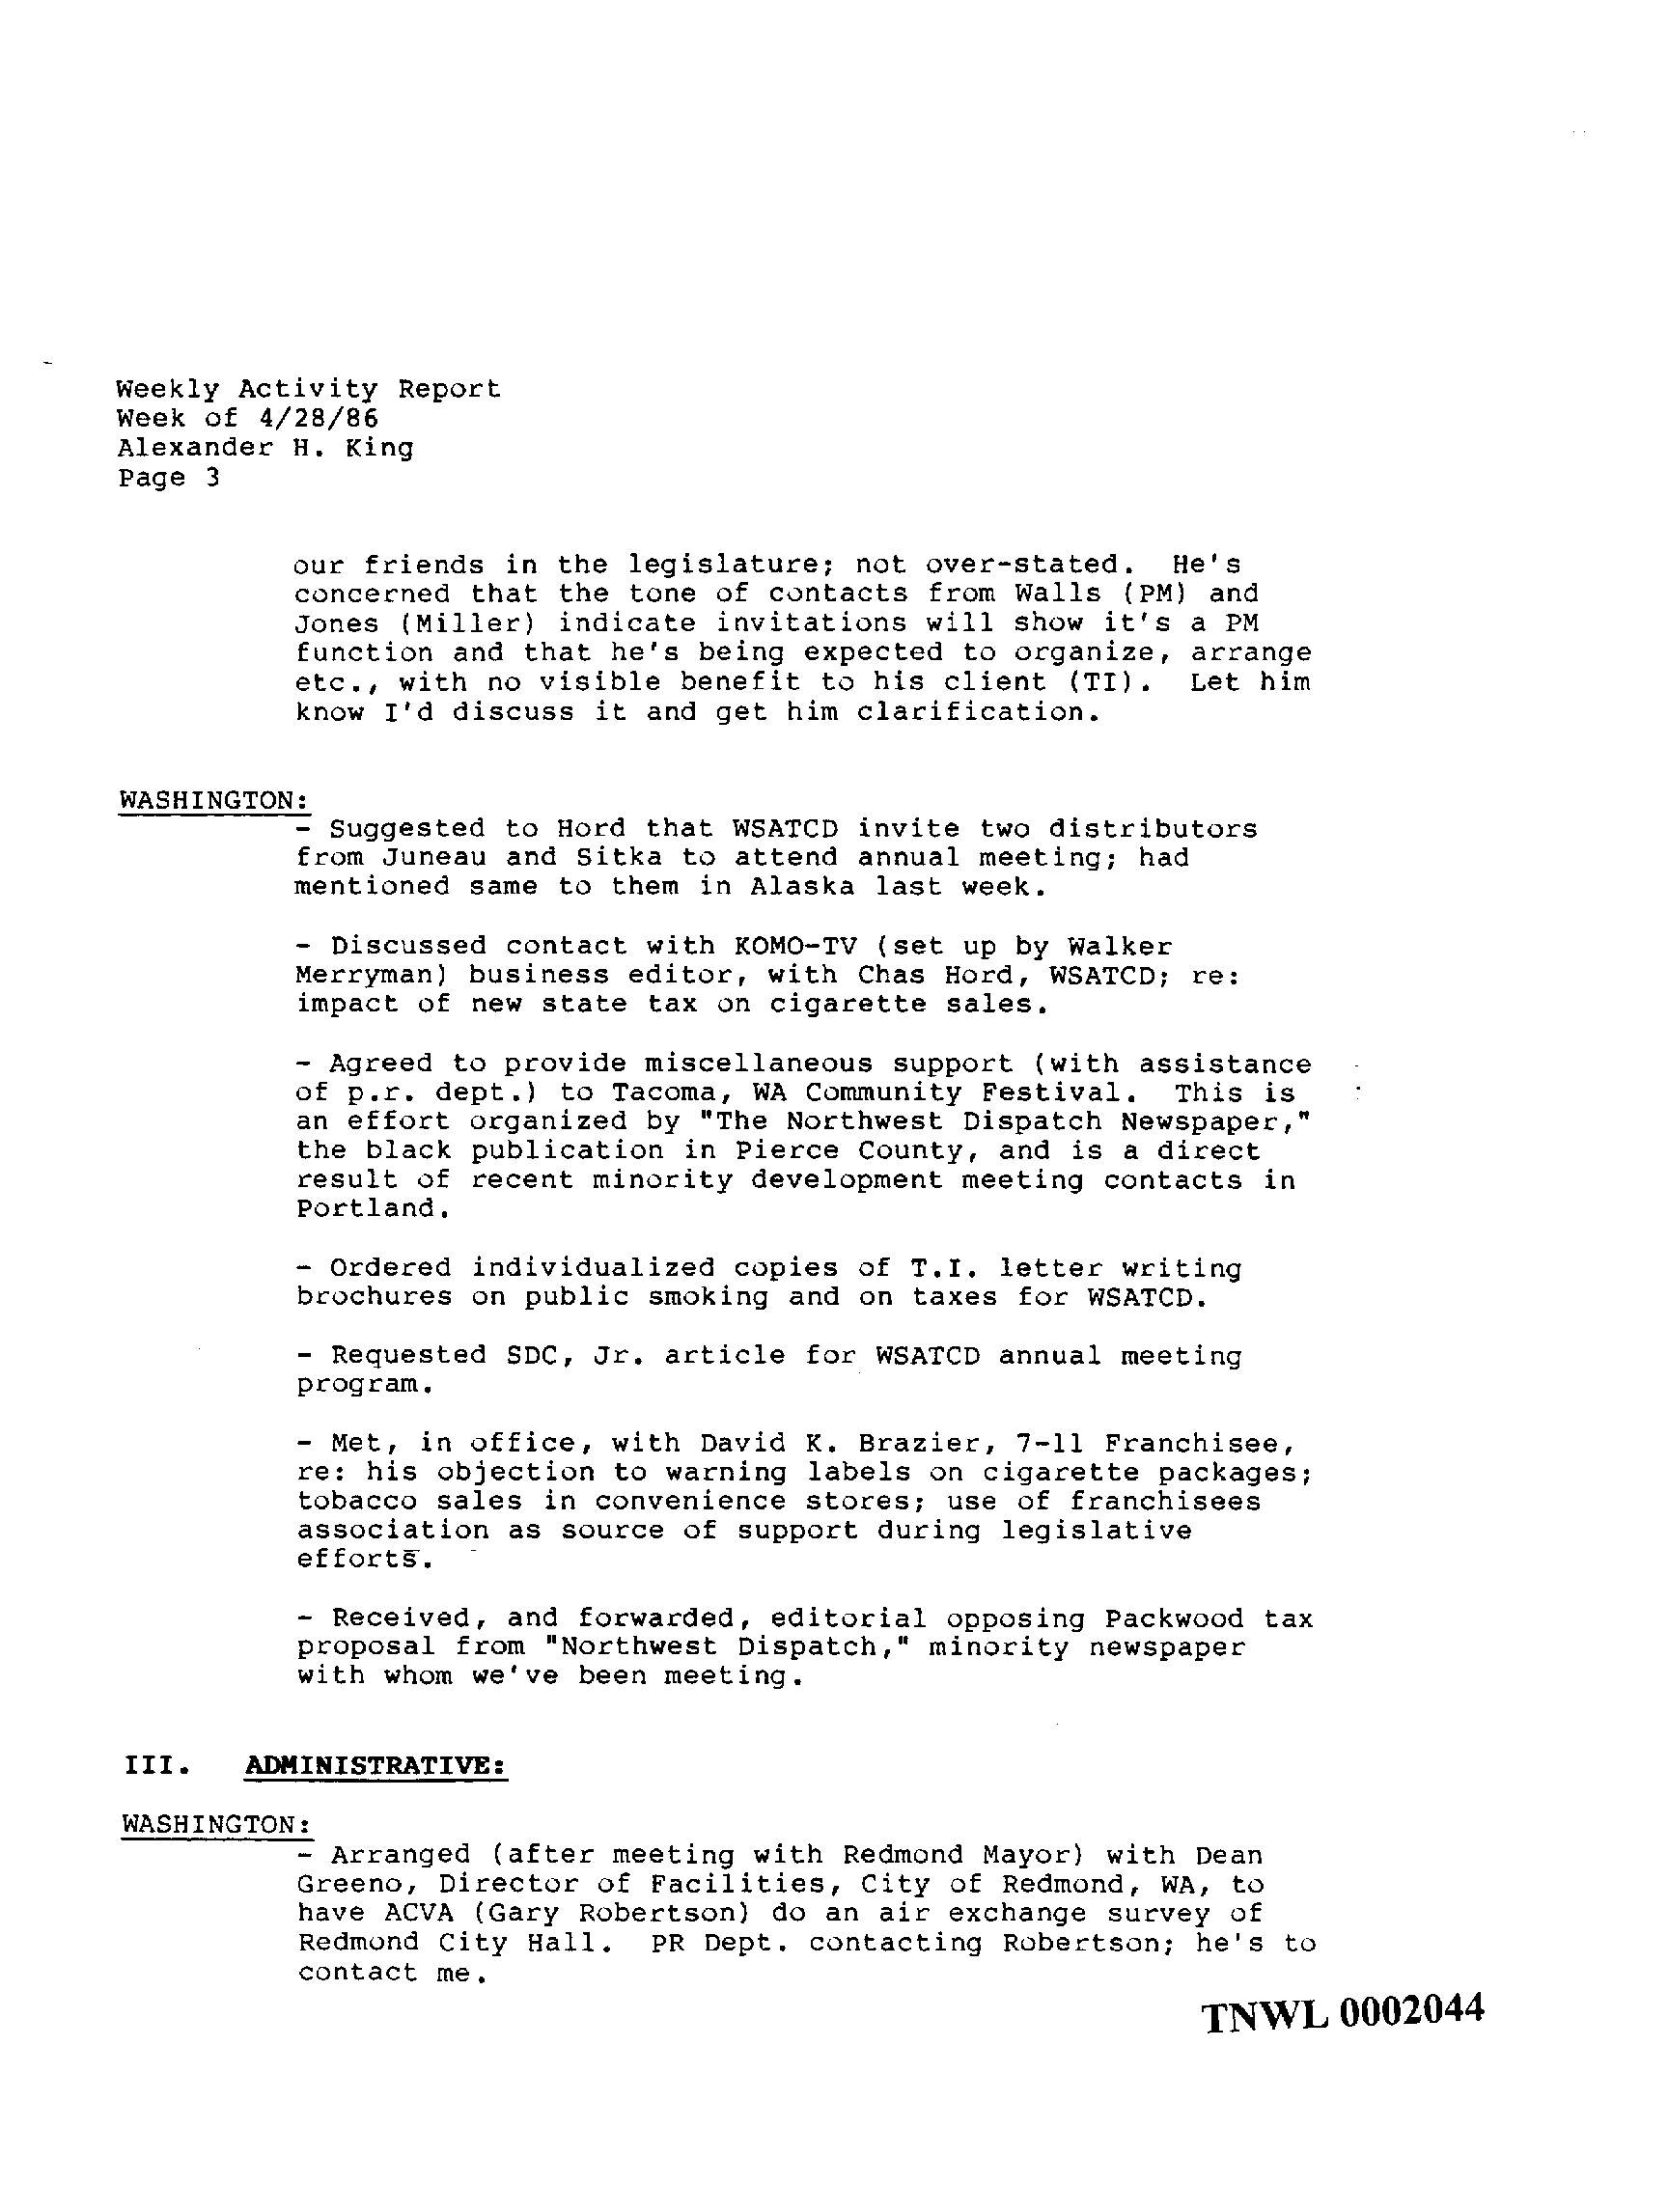 Weekly Activity Report
Week of 4/28/86
Alexander H. King
Page 3
our friends in the legislature; not over-stated. He's
concerned that the tone of contacts from Walls (PM) and
Jones (Miller) indicate invitations will show it's a PM
function and that he's being expected to organize, arrange
etc., with no visible benefit to his client (TI). Let him
know I'd discuss it and get him clarification.
WASHINGTON:
- Suggested to Hord that WSATCD invite two distributors
from Juneau and Sitka to attend annual meeting; had
mentioned same to them in Alaska last week.
- Discussed contact with KOMO-TV (set up by Walker
Merryman) business editor, with Chas Hord, WSATCD; re:
impact of new state tax on cigarette sales.
- Agreed to provide miscellaneous support (with assistance
of p.r. dept.) to Tacoma, WA Community Festival. This is
an effort organized by "The Northwest Dispatch Newspaper,"
the black publication in Pierce County, and is a direct
result of recent minority development meeting contacts in
Portland.
- Ordered individualized copies of T.I. letter writing
brochures on public smoking and on taxes for WSATCD.
- Requested SDC, Jr. article for WSATCD annual meeting
program.
- Met, in office, with David K. Brazier, 7-11 Franchisee,
re: his objection to warning labels on cigarette packages;
tobacco sales in convenience stores; use of franchisees
association as source of support during legislative
efforts.
- Received, and forwarded, editorial opposing Packwood tax
proposal from "Northwest Dispatch," minority newspaper
with whom we've been meeting.
III. ADMINISTRATIVE:
WASHINGTON:
- Arranged (after meeting with Redmond Mayor) with Dean
Greeno, Director of Facilities, City of Redmond, WA, to
have ACVA (Gary Robertson) do an air exchange survey of
Redmond City Hall. PR Dept. contacting Robertson; he's to
contact me.
TNWL 0002044